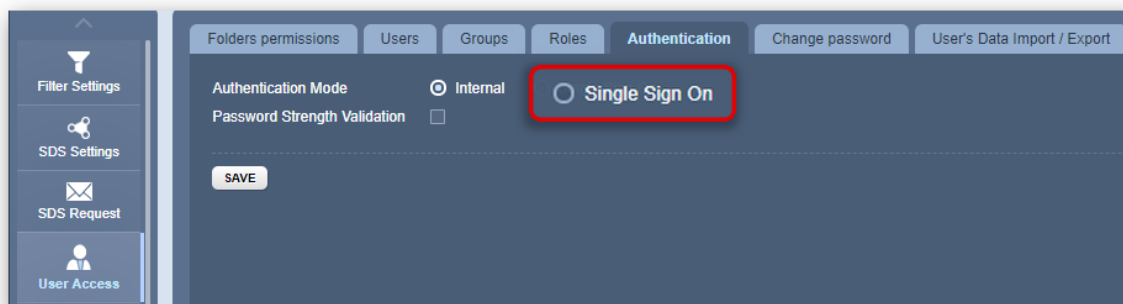 Folders permissions Users Groups Roles Authentication Change password User's Data Import / Export
Filter Settings
SDS Settings
SDS Request
User Access
Authentication Mode Internal Single Sign On
Password Strength Validation
SAVE